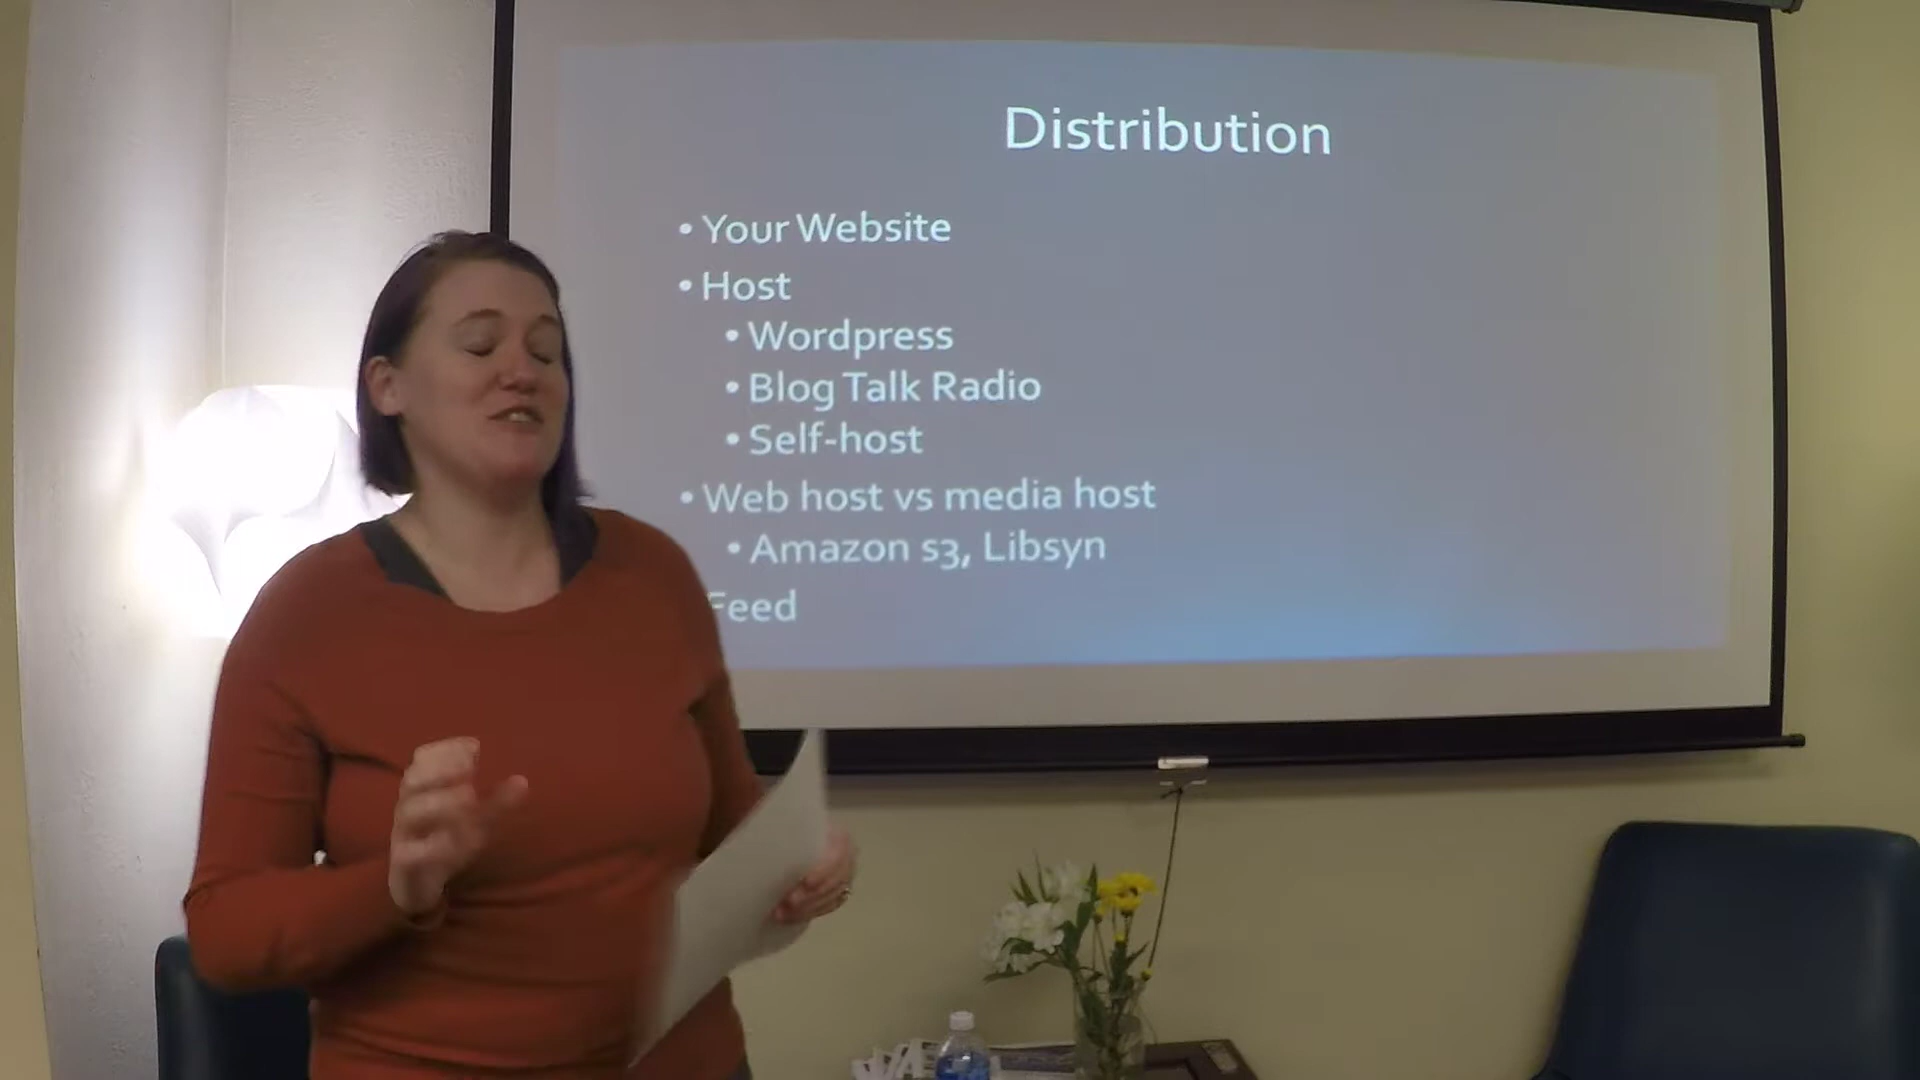 Distribution
• Your Website
• Host
• Wordpress
• Blog Talk Radio
• Self-host
• Web host vs media host
• Amazon s3, Libsyn
Feed